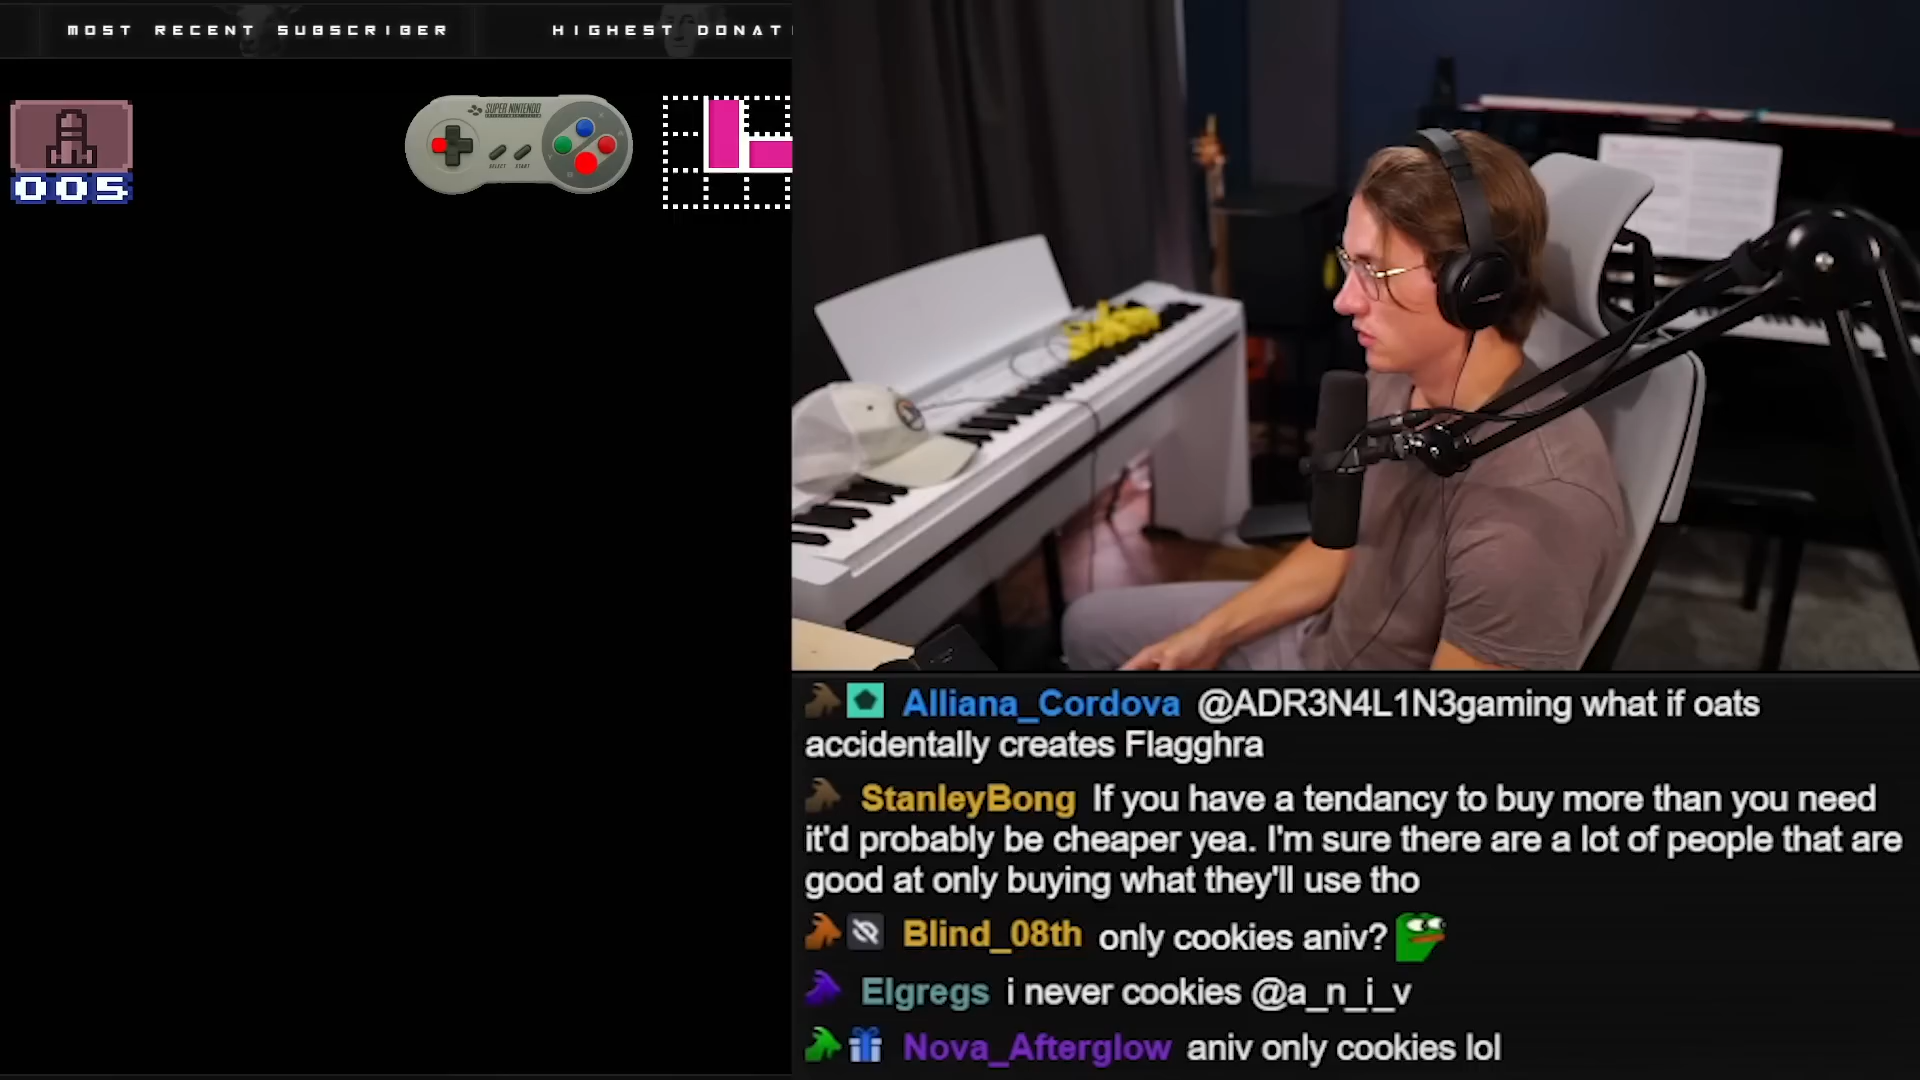 MOST RECENT SUBSCRIBER
HIGHEST DONAT
005
SUPER NINTENDO
SELECT START
Alliana_Cordova @ADR3N4L1N3gaming what if oats
accidentally creates Flagghra
StanleyBong If you have a tendancy to buy more than you need
it'd probably be cheaper yea. I'm sure there are a lot of people that are
good at only buying what they'll use tho
Blind_08th only cookies aniv?
Elgregs i never cookies @a_n_i_v
Nova_Afterglow aniv only cookies lol